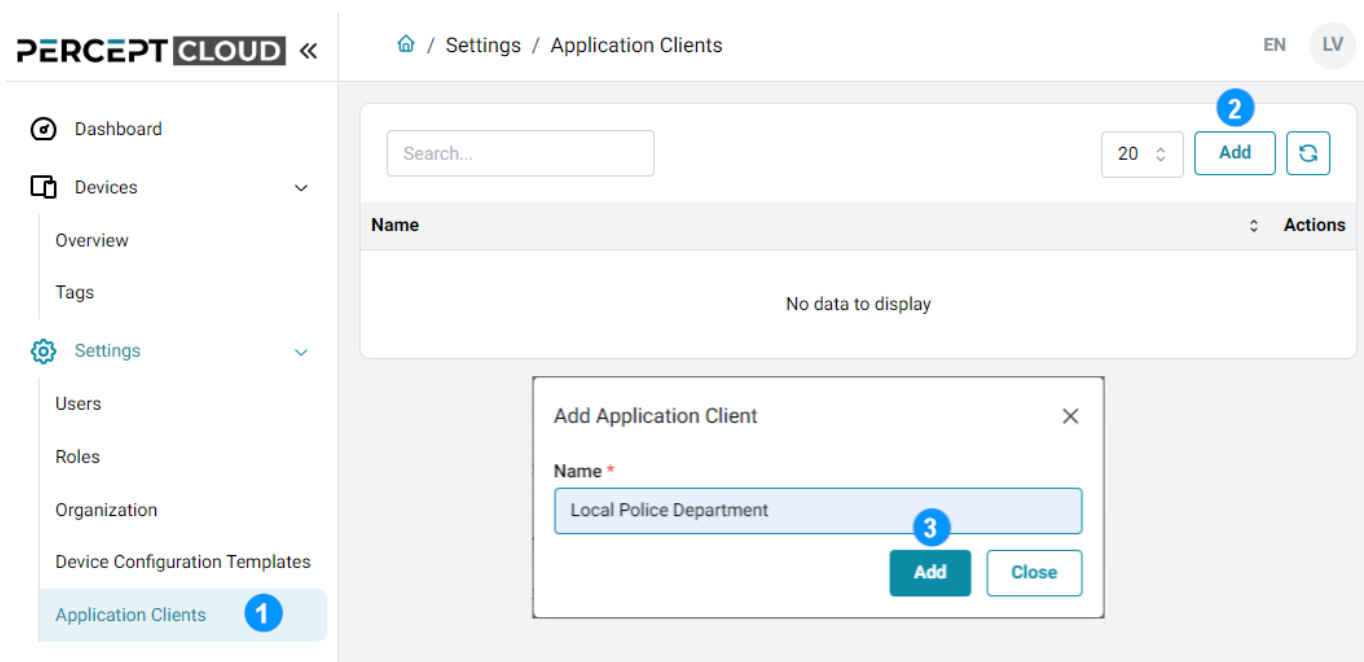 PERCEPT CLOUD «
/ Settings / Application Clients
EN LV
Dashboard
Devices
Overview
Tags
Settings
Users
Roles
Organization
Device Configuration Templates
Application Clients 1
2
Search...
20
Add
Name
Actions
No data to display
Add Application Client
Name *
Local Police Department
3
Add
Close